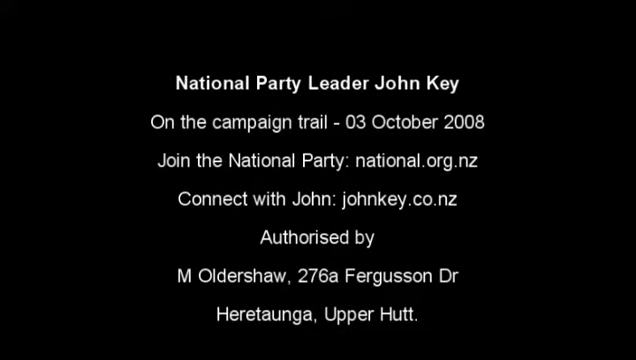 National Party Leader John Key
On the campaign trail - 03 October 2008
Join the National Party: national.org.nz
Connect with John: johnkey.co.nz
Authorised by
M Oldershaw, 276a Fergusson Dr
Heretaunga, Upper Hutt.